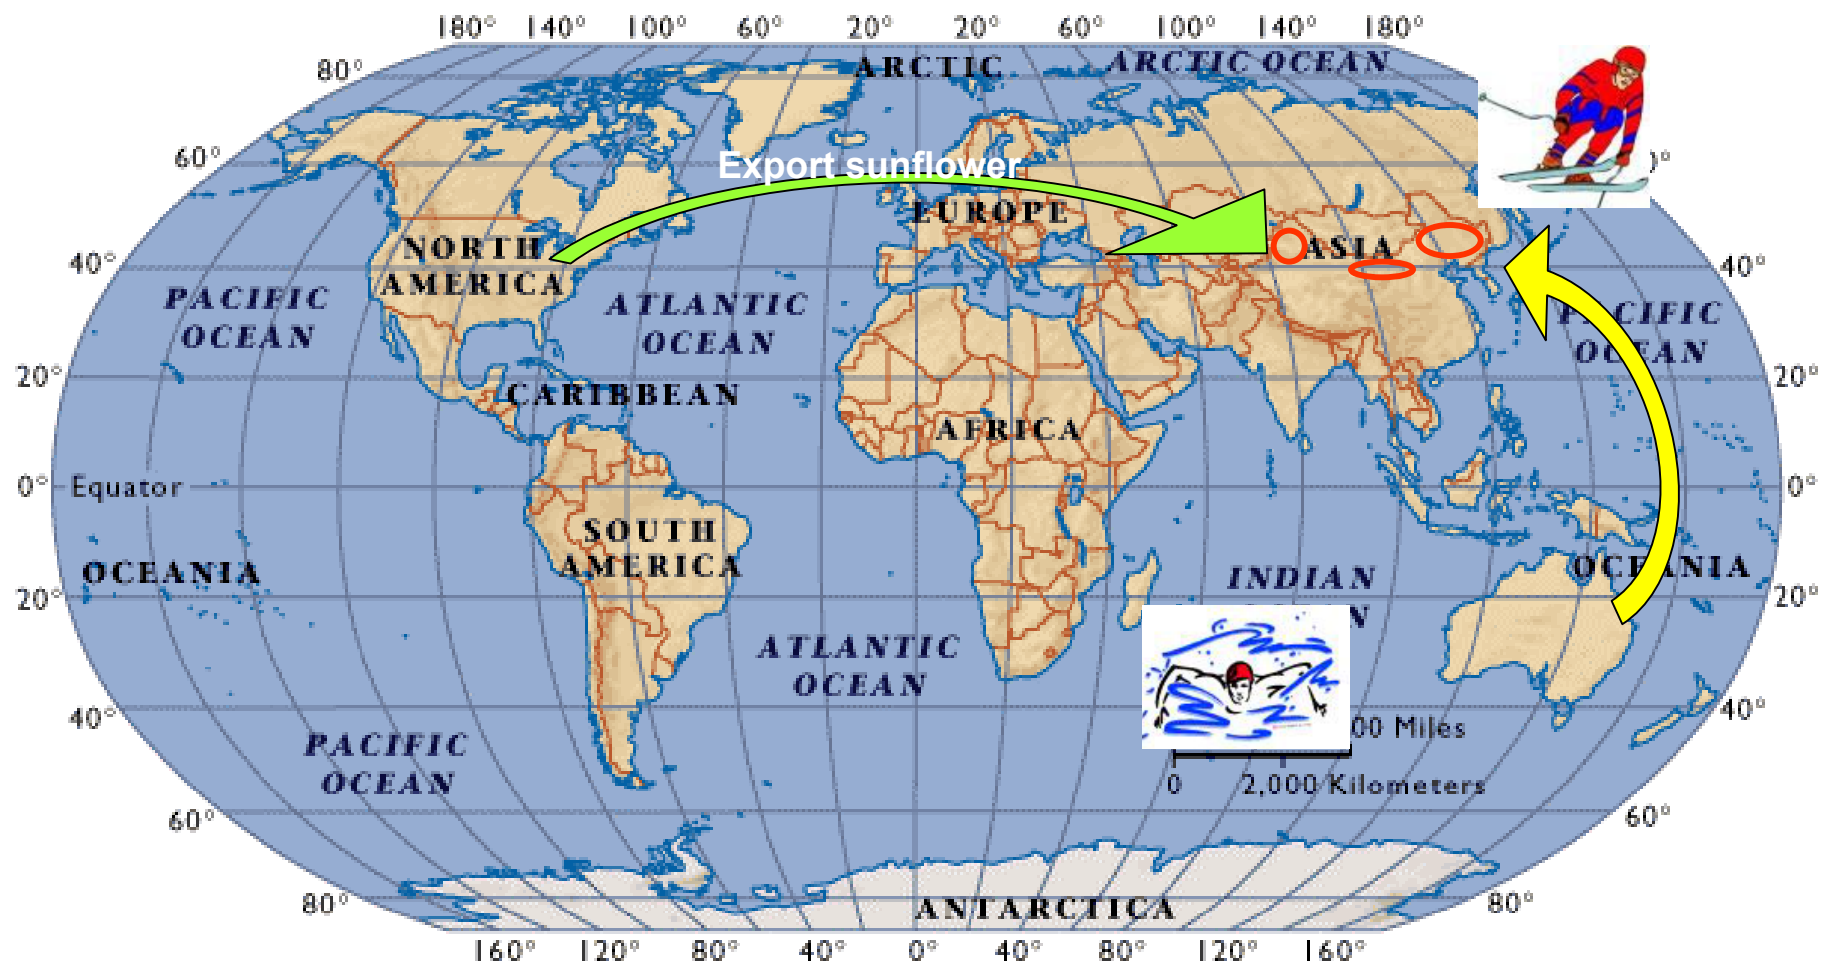 180° 140° 100° 60° 20° 20° 60° 100° 140° 180°
80° ARCTIC ARCTIC OCEAN
60° Export sunflower
EUROPE
NORTH
AMERICA
ASIA
40° 40°
PACIFIC
OCEAN
ATLANTIC
OCEAN
PACIFIC
OCEAN
20° 20°
CARIBBEAN
AFRICA
0° Equator 0°
SOUTH
AMERICA
OCEANIA
INDIAN
OCEANIA
20° 20°
ATLANTIC
OCEAN
40° 40°
PACIFIC
OCEAN
00 Miles
0 2,000 Kilometers
60° 60°
80° 80°
ANTARCTICA
160° 120° 80° 40° 0° 40° 80° 120° 160°